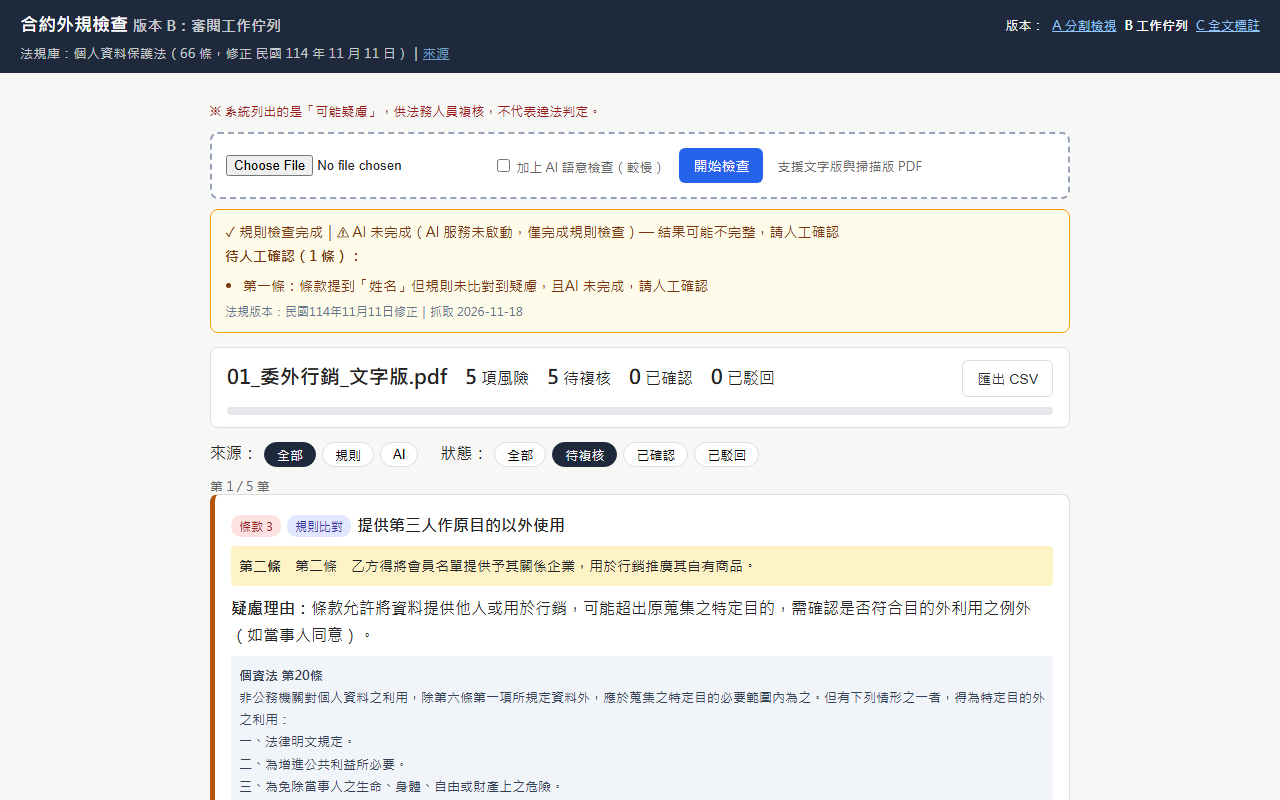 合約外規檢查 版本 B：審閱工作佇列
版本： A 分割檢視 B 工作佇列 C 全文標註
法規庫：個人資料保護法（66 條，修正 民國 114 年 11 月 11 日）｜來源
※ 系統列出的是「可能疑慮」，供法務人員複核，不代表違法判定。
Choose File No file chosen 加上 AI 語意檢查（較慢） 開始檢查 支援文字版與掃描版 PDF
✓ 規則檢查完成｜⚠ AI 未完成（AI 服務未啟動，僅完成規則檢查）— 結果可能不完整，請人工確認
待人工確認（1 條）：
• 第一條：條款提到「姓名」但規則未比對到疑慮，且AI 未完成，請人工確認
法規版本：民國114年11月11日修正｜抓取 2026-11-18
01_委外行銷_文字版.pdf 5 項風險 5 待複核 0 已確認 0 已駁回 匯出 CSV
來源： 全部 規則 AI 狀態： 全部 待複核 已確認 已駁回
第 1 / 5 筆
條款 3 規則比對 提供第三人作原目的以外使用
第二條 第二條 乙方得將會員名單提供予其關係企業，用於行銷推廣其自有商品。
疑慮理由：條款允許將資料提供他人或用於行銷，可能超出原蒐集之特定目的，需確認是否符合目的外利用之例外
（如當事人同意）。
個資法 第20條
非公務機關對個人資料之利用，除第六條第一項所規定資料外，應於蒐集之特定目的必要範圍內為之。但有下列情形之一者，得為特定目的外
之利用：
一、法律明文規定。
二、為增進公共利益所必要。
三、為免除當事人之生命、身體、自由或財產上之危險。